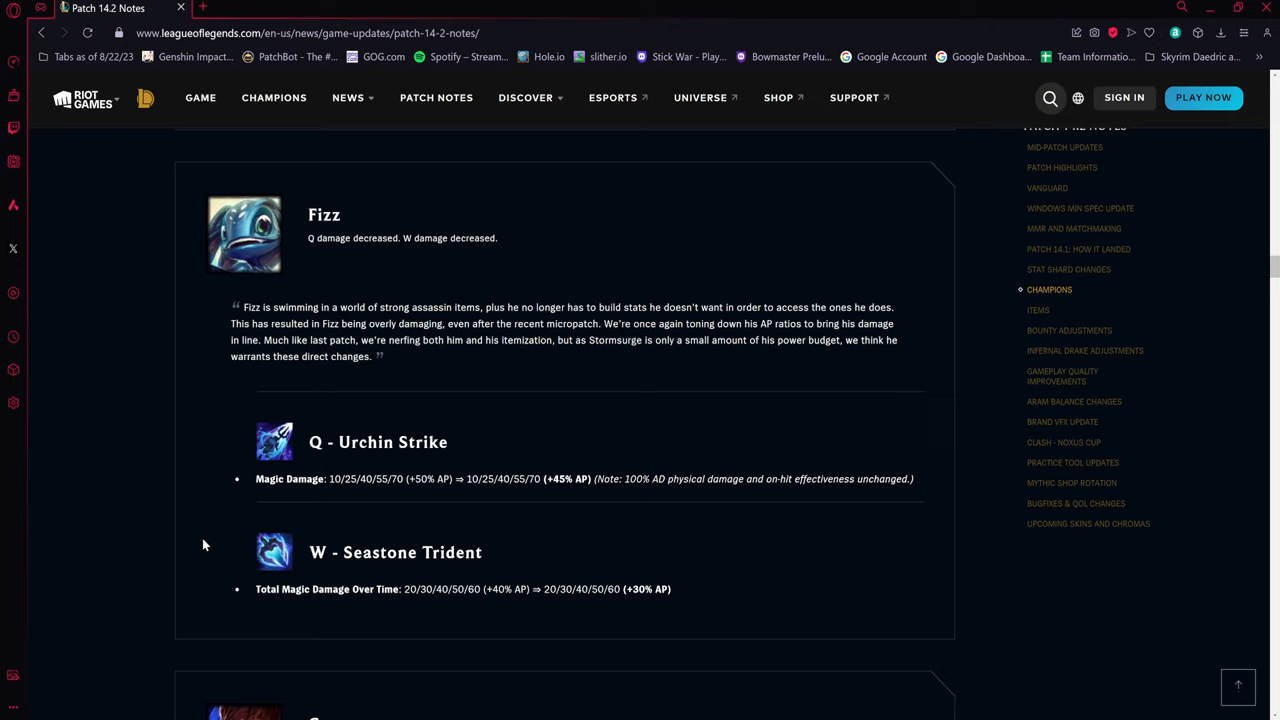 Patch 14.2 Notes
www.leagueoflegends.com/en-us/news/game-updates/patch-14-2-notes/
Tabs as of 8/22/23
Genshin Impact...
PatchBot - The #...
GOG.com
Spotify – Stream...
Hole.io
slither.io
Stick War - Play...
Bowmaster Prelu...
Google Account
Google Dashboa...
Team Informatio...
Skyrim Daedric a...
RIOT GAMES
GAME
CHAMPIONS
NEWS
PATCH NOTES
DISCOVER
ESPORTS
UNIVERSE
SHOP
SUPPORT
SIGN IN
PLAY NOW
Fizz
Q damage decreased. W damage decreased.
Fizz is swimming in a world of strong assassin items, plus he no longer has to build stats he doesn't want in order to access the ones he does.
This has resulted in Fizz being overly damaging, even after the recent micropatch. We're once again toning down his AP ratios to bring his damage
in line. Much like last patch, we're nerfing both him and his itemization, but as Stormsurge is only a small amount of his power budget, we think he
warrants these direct changes.
Q - Urchin Strike
Magic Damage: 10/25/40/55/70 (+50% AP) ⇒ 10/25/40/55/70 (+45% AP) (Note: 100% AD physical damage and on-hit effectiveness unchanged.)
W - Seastone Trident
Total Magic Damage Over Time: 20/30/40/50/60 (+40% AP) ⇒ 20/30/40/50/60 (+30% AP)
MID-PATCH UPDATES
PATCH HIGHLIGHTS
VANGUARD
WINDOWS MIN SPEC UPDATE
MMR AND MATCHMAKING
PATCH 14.1: HOW IT LANDED
STAT SHARD CHANGES
CHAMPIONS
ITEMS
BOUNTY ADJUSTMENTS
INFERNAL DRAKE ADJUSTMENTS
GAMEPLAY QUALITY
IMPROVEMENTS
ARAM BALANCE CHANGES
BRAND VFX UPDATE
CLASH - NOXUS CUP
PRACTICE TOOL UPDATES
MYTHIC SHOP ROTATION
BUGFIXES & QOL CHANGES
UPCOMING SKINS AND CHROMAS